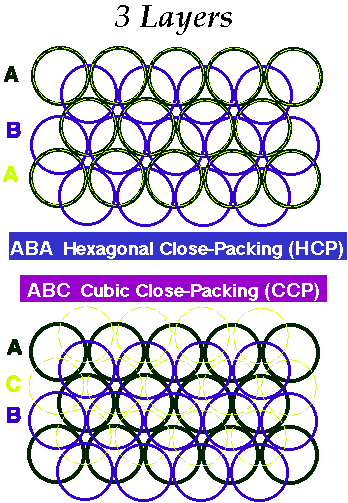 3 Layers
A
B
A
ABA Hexagonal Close-Packing (HCP)
ABC Cubic Close-Packing (CCP)
A
C
B